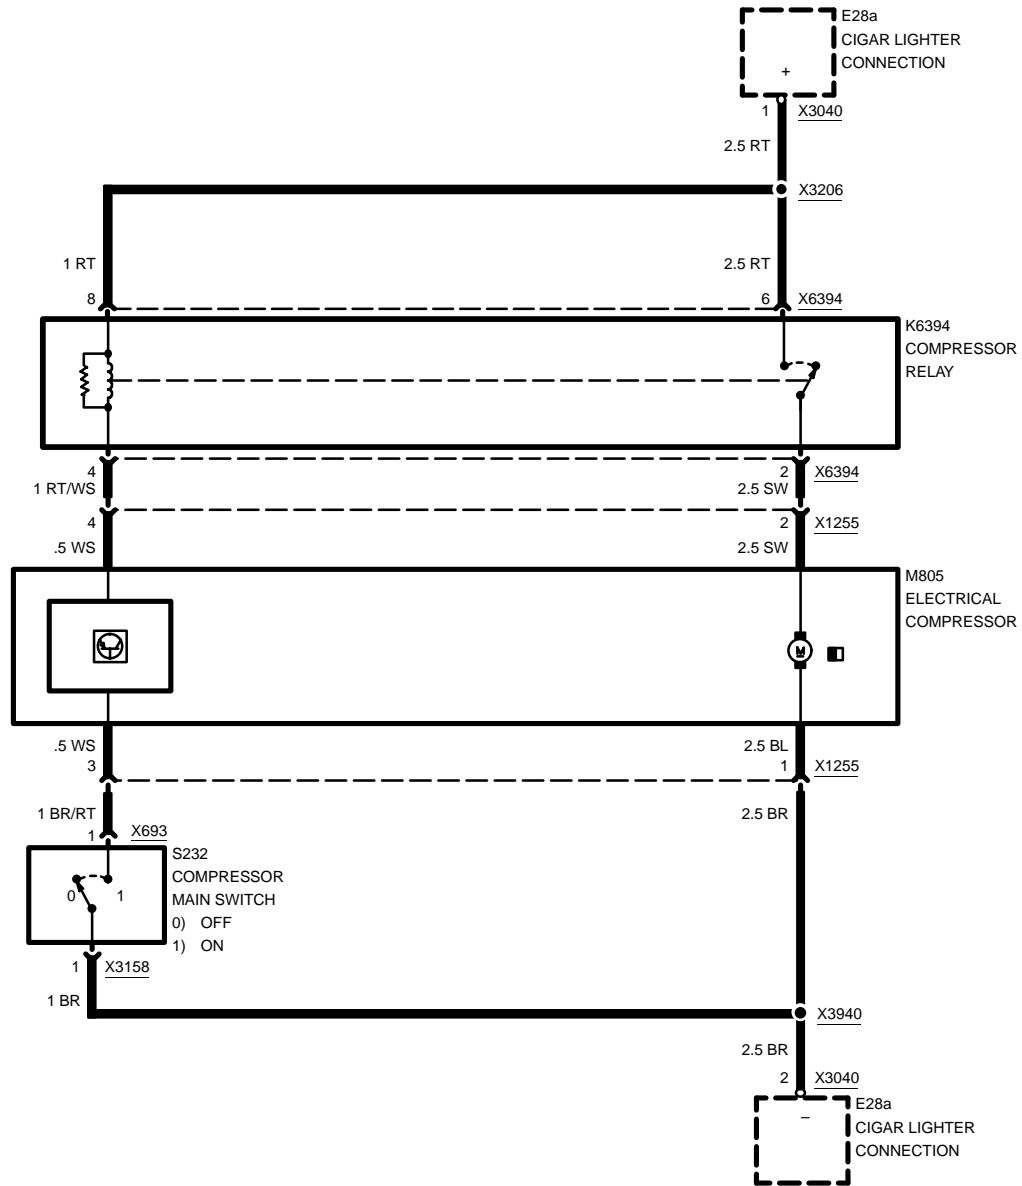 E28a
CIGAR LIGHTER
CONNECTION
+
1 X3040
2.5 RT
X3206
1 RT 2.5 RT
8 6 X6394
K6394
COMPRESSOR
RELAY
4 2 X6394
1 RT/WS 2.5 SW
4 2 X1255
.5 WS 2.5 SW
M805
ELECTRICAL
COMPRESSOR
M
.5 WS 2.5 BL
3 1 X1255
1 BR/RT 2.5 BR
1 X693
S232
COMPRESSOR
MAIN SWITCH
0) OFF
1) ON
0 1
1 X3158
1 BR
X3940
2.5 BR
2 X3040
E28a
CIGAR LIGHTER
CONNECTION
–